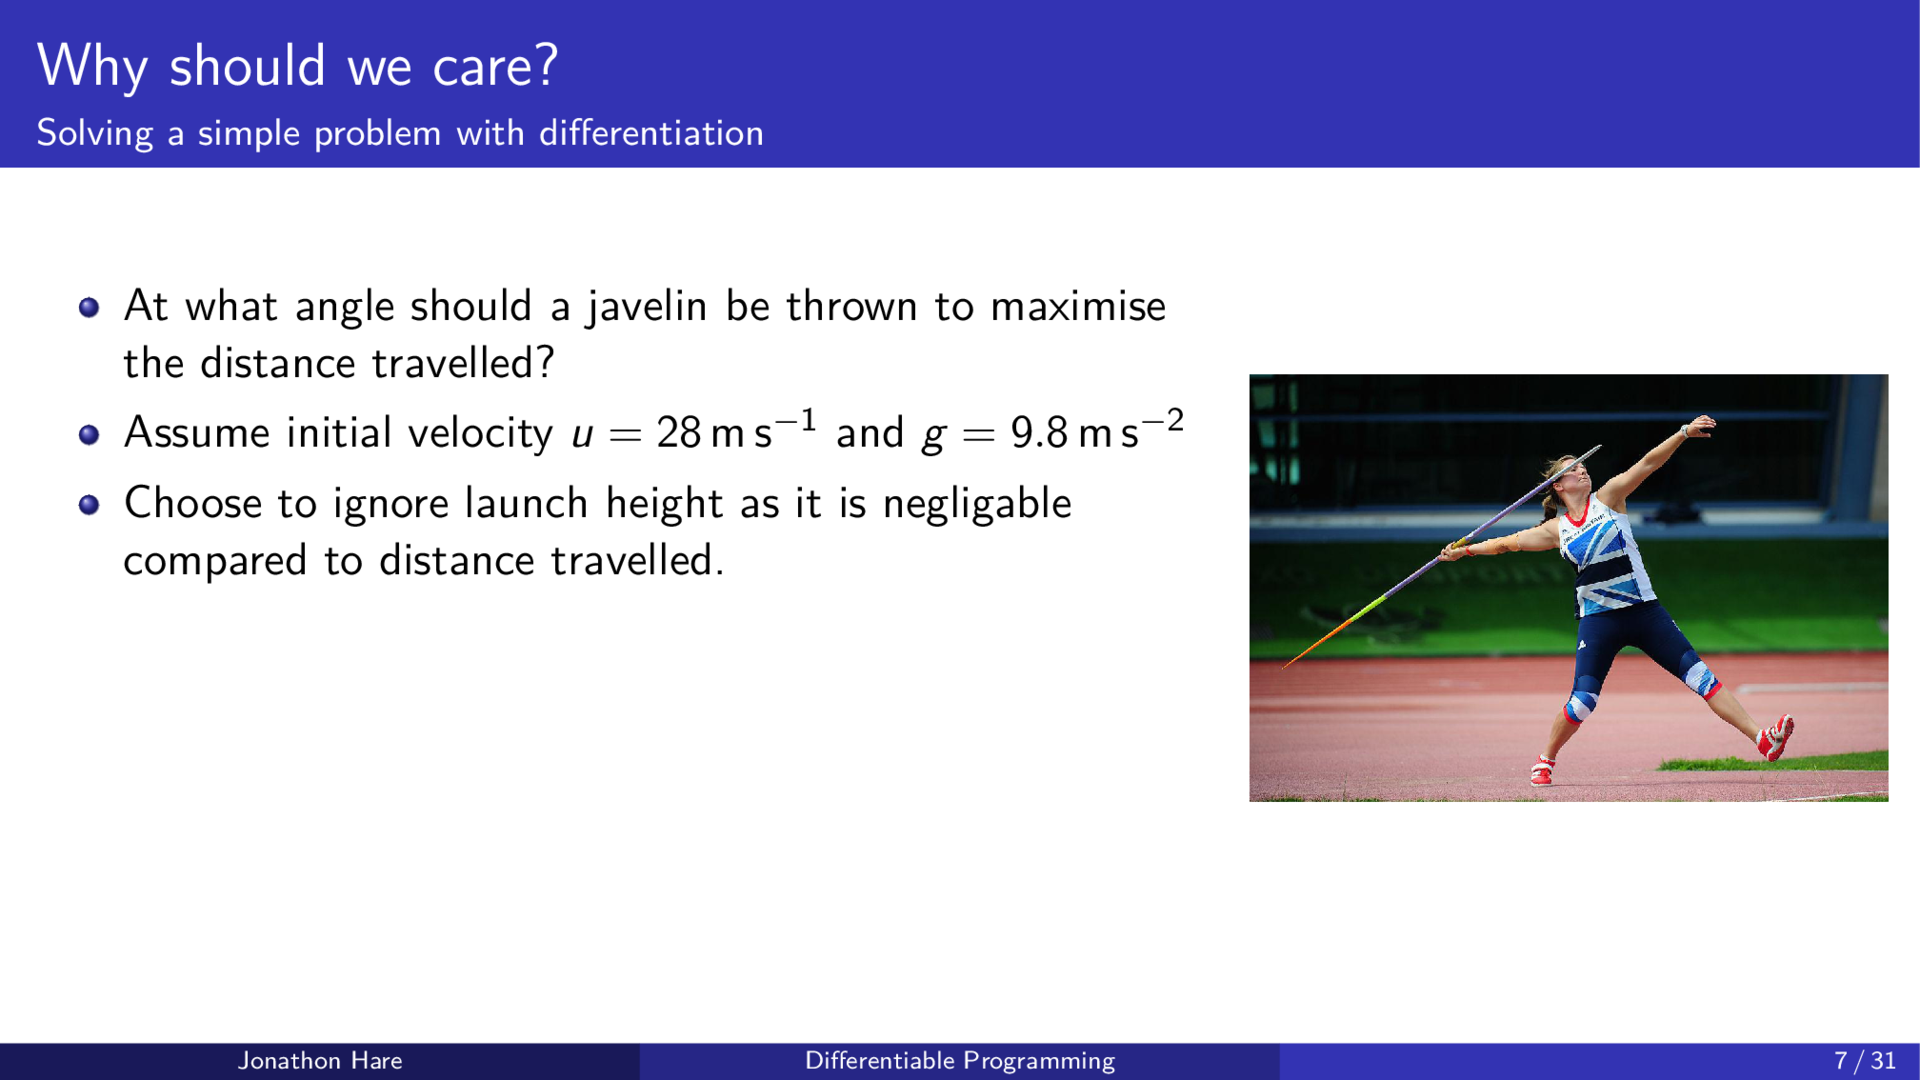 Why should we care?
Solving a simple problem with differentiation
At what angle should a javelin be thrown to maximise
the distance travelled?
Assume initial velocity u = 28 m s⁻¹ and g = 9.8 m s⁻²
Choose to ignore launch height as it is negligable
compared to distance travelled.
Jonathon Hare
Differentiable Programming
7 / 31